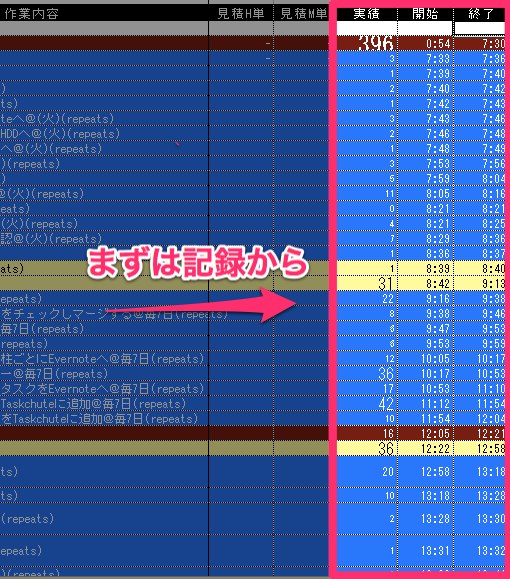 作業内容 見積H単 見積M単 実績 開始 終了
- 396 0:54 7:30
- 3 7:33 7:36
1 7:39 7:40
) 2 7:40 7:42
ts) 1 7:42 7:43
teへ@(火)(repeats) 3 7:43 7:46
HDDへ@(火)(repeats) 2 7:46 7:48
へ@(火)(repeats) 1 7:48 7:49
)(repeats) 3 7:53 7:56
) 5 7:59 8:04
@(火)(repeats) 11 8:05 8:16
eats) 0 8:21 8:21
(火)(repeats) 4 8:21 8:25
認@(火)(repeats) 7 8:29 8:36
1 8:36 8:37
ats) 1 8:39 8:40
まずは記録から
31 8:42 9:13
epeats) 22 9:16 9:38
をチェックしマージする@毎7日(repeats) 8 9:38 9:46
毎7日(repeats) 6 9:47 9:53
repeats) 6 9:53 9:59
柱ごとにEvernoteへ@毎7日(repeats) 12 10:05 10:17
ー@毎7日(repeats) 36 10:17 10:53
タスクをEvernoteへ@毎7日(repeats) 17 10:53 11:10
Taskchuteに追加@毎7日(repeats) 42 11:12 11:54
をTaskchuteに追加@毎7日(repeats) 10 11:54 12:04
16 12:05 12:21
36 12:22 12:58
ts) 20 12:58 13:18
ts) 10 13:18 13:28
(repeats) 2 13:28 13:30
epeats) 1 13:31 13:32
)(repeats)